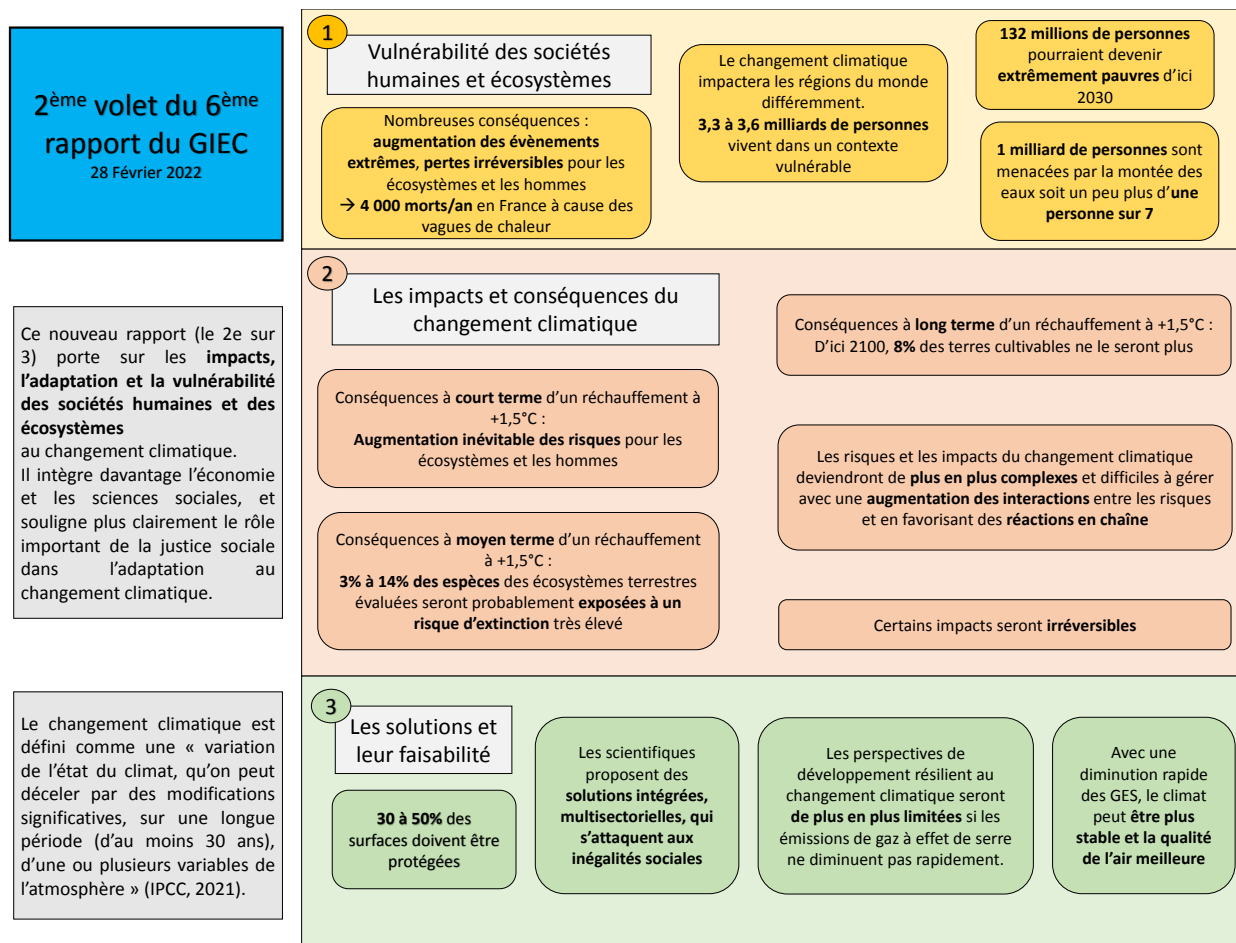 2ème volet du 6ème
rapport du GIEC
28 Février 2022
Ce nouveau rapport (le 2e sur
3) porte sur les impacts,
l’adaptation et la vulnérabilité
des sociétés humaines et des
écosystèmes
au changement climatique.
Il intègre davantage l’économie
et les sciences sociales, et
souligne plus clairement le rôle
important de la justice sociale
dans l’adaptation au
changement climatique.
Le changement climatique est
défini comme une « variation
de l’état du climat, qu’on peut
déceler par des modifications
significatives, sur une longue
période (d’au moins 30 ans),
d’une ou plusieurs variables de
l’atmosphère » (IPCC, 2021).
1
Vulnérabilité des sociétés
humaines et écosystèmes
Nombreuses conséquences :
augmentation des évènements
extrêmes, pertes irréversibles pour les
écosystèmes et les hommes
→ 4 000 morts/an en France à cause des
vagues de chaleur
Le changement climatique
impactera les régions du monde
différemment.
3,3 à 3,6 milliards de personnes
vivent dans un contexte
vulnérable
132 millions de personnes
pourraient devenir
extrêmement pauvres d’ici
2030
1 milliard de personnes sont
menacées par la montée des
eaux soit un peu plus d’une
personne sur 7
2
Les impacts et conséquences du
changement climatique
Conséquences à court terme d’un réchauffement à
+1,5°C :
Augmentation inévitable des risques pour les
écosystèmes et les hommes
Conséquences à moyen terme d’un réchauffement
à +1,5°C :
3% à 14% des espèces des écosystèmes terrestres
évaluées seront probablement exposées à un
risque d’extinction très élevé
Conséquences à long terme d’un réchauffement à +1,5°C :
D’ici 2100, 8% des terres cultivables ne le seront plus
Les risques et les impacts du changement climatique
deviendront de plus en plus complexes et difficiles à gérer
avec une augmentation des interactions entre les risques
et en favorisant des réactions en chaîne
Certains impacts seront irréversibles
3
Les solutions et
leur faisabilité
30 à 50% des
surfaces doivent être
protégées
Les scientifiques
proposent des
solutions intégrées,
multisectorielles, qui
s’attaquent aux
inégalités sociales
Les perspectives de
développement résilient au
changement climatique seront
de plus en plus limitées si les
émissions de gaz à effet de serre
ne diminuent pas rapidement.
Avec une
diminution rapide
des GES, le climat
peut être plus
stable et la qualité
de l’air meilleure